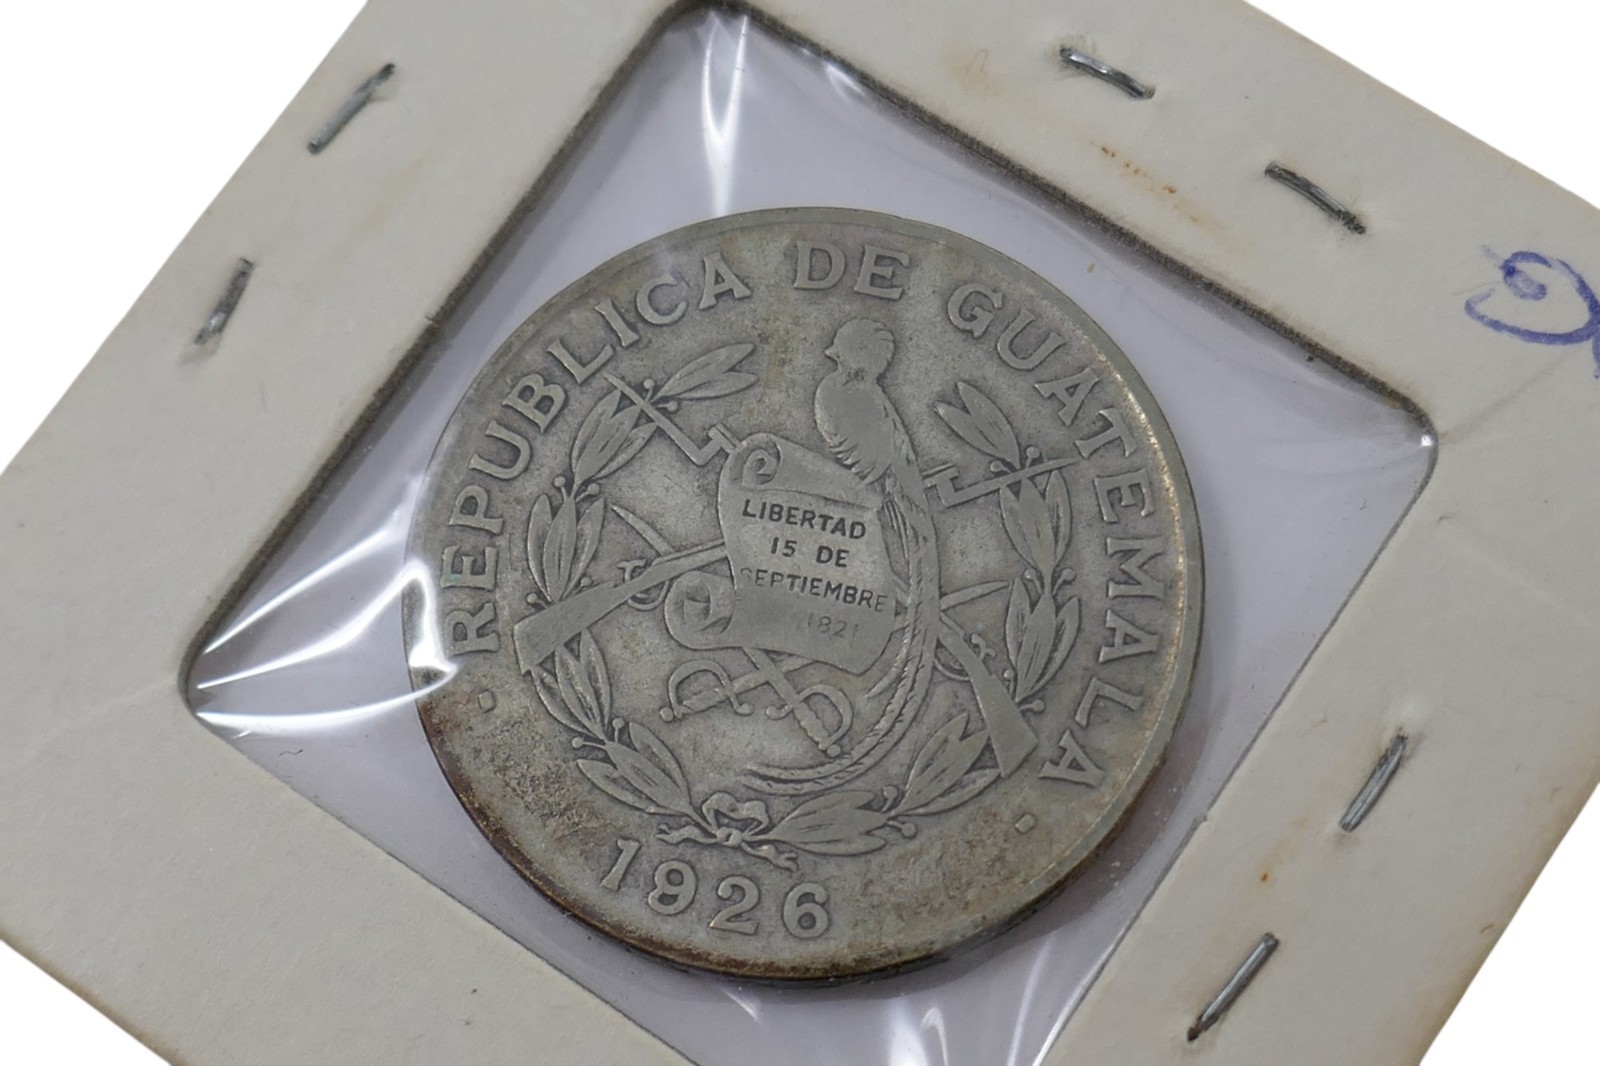 REPUBLICA DE GUATEMALA
LIBERTAD
15 DE
SEPTIEMBRE
1821
1926